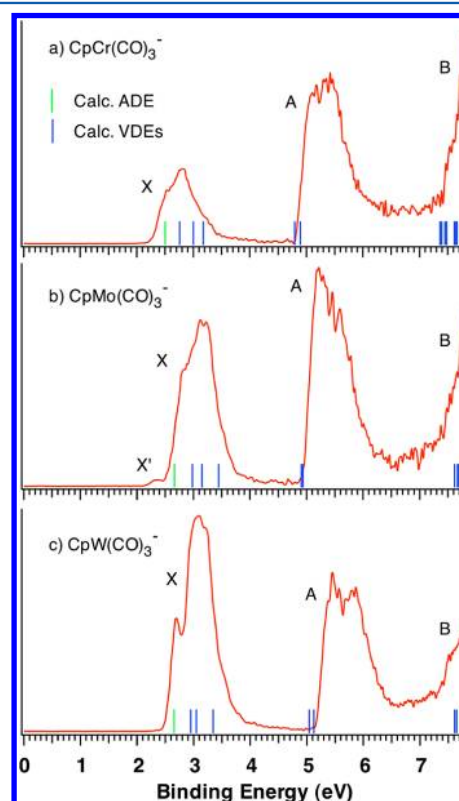 a) CpCr(CO)₃⁻
Calc. ADE
Calc. VDEs
X
A
B
b) CpMo(CO)₃⁻
X'
X
A
B
c) CpW(CO)₃⁻
X
A
B
0 1 2 3 4 5 6 7
Binding Energy (eV)